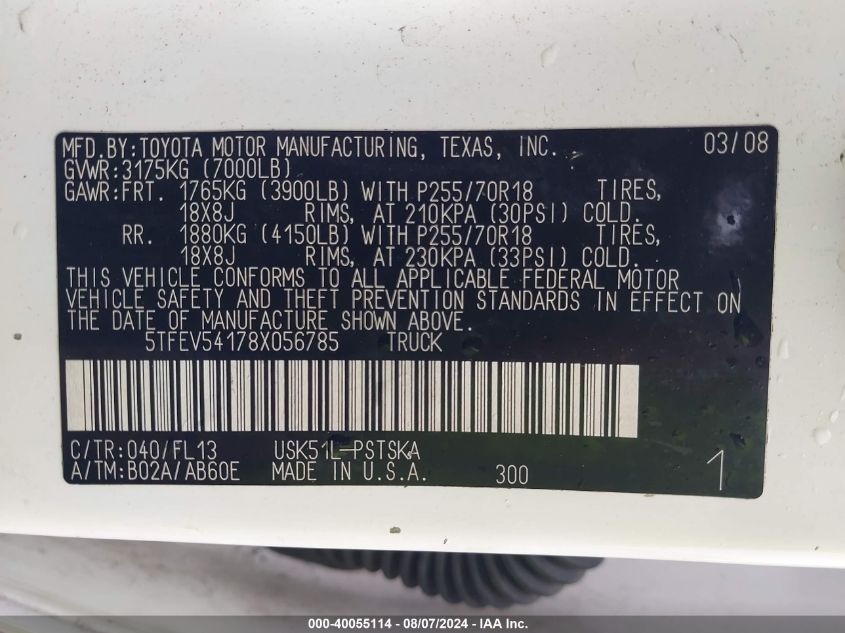 MFD.BY:TOYOTA MOTOR MANUFACTURING, TEXAS, INC. 03/08
GVWR:3175KG (7000LB)
GAWR:FRT. 1765KG (3900LB) WITH P255/70R18 TIRES,
18X8J RIMS, AT 210KPA (30PSI) COLD.
RR. 1880KG (4150LB) WITH P255/70R18 TIRES,
18X8J RIMS, AT 230KPA (33PSI) COLD.
THIS VEHICLE CONFORMS TO ALL APPLICABLE FEDERAL MOTOR
VEHICLE SAFETY AND THEFT PREVENTION STANDARDS IN EFFECT ON
THE DATE OF MANUFACTURE SHOWN ABOVE.
5TFEV54178X056785 TRUCK
C/TR:040/FL13 USK51L-PSTSKA
A/TM:B02A/AB60E MADE IN U.S.A. 300 1
000-40055114 - 08/07/2024 - IAA Inc.